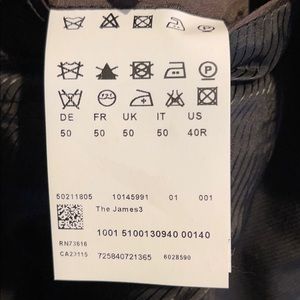 DE FR UK IT US
50 50 50 50 40R
50211805 10145991 01 001
The James3
1001 5100130940 00140
RN73616
CA23115 725840721365 6028590